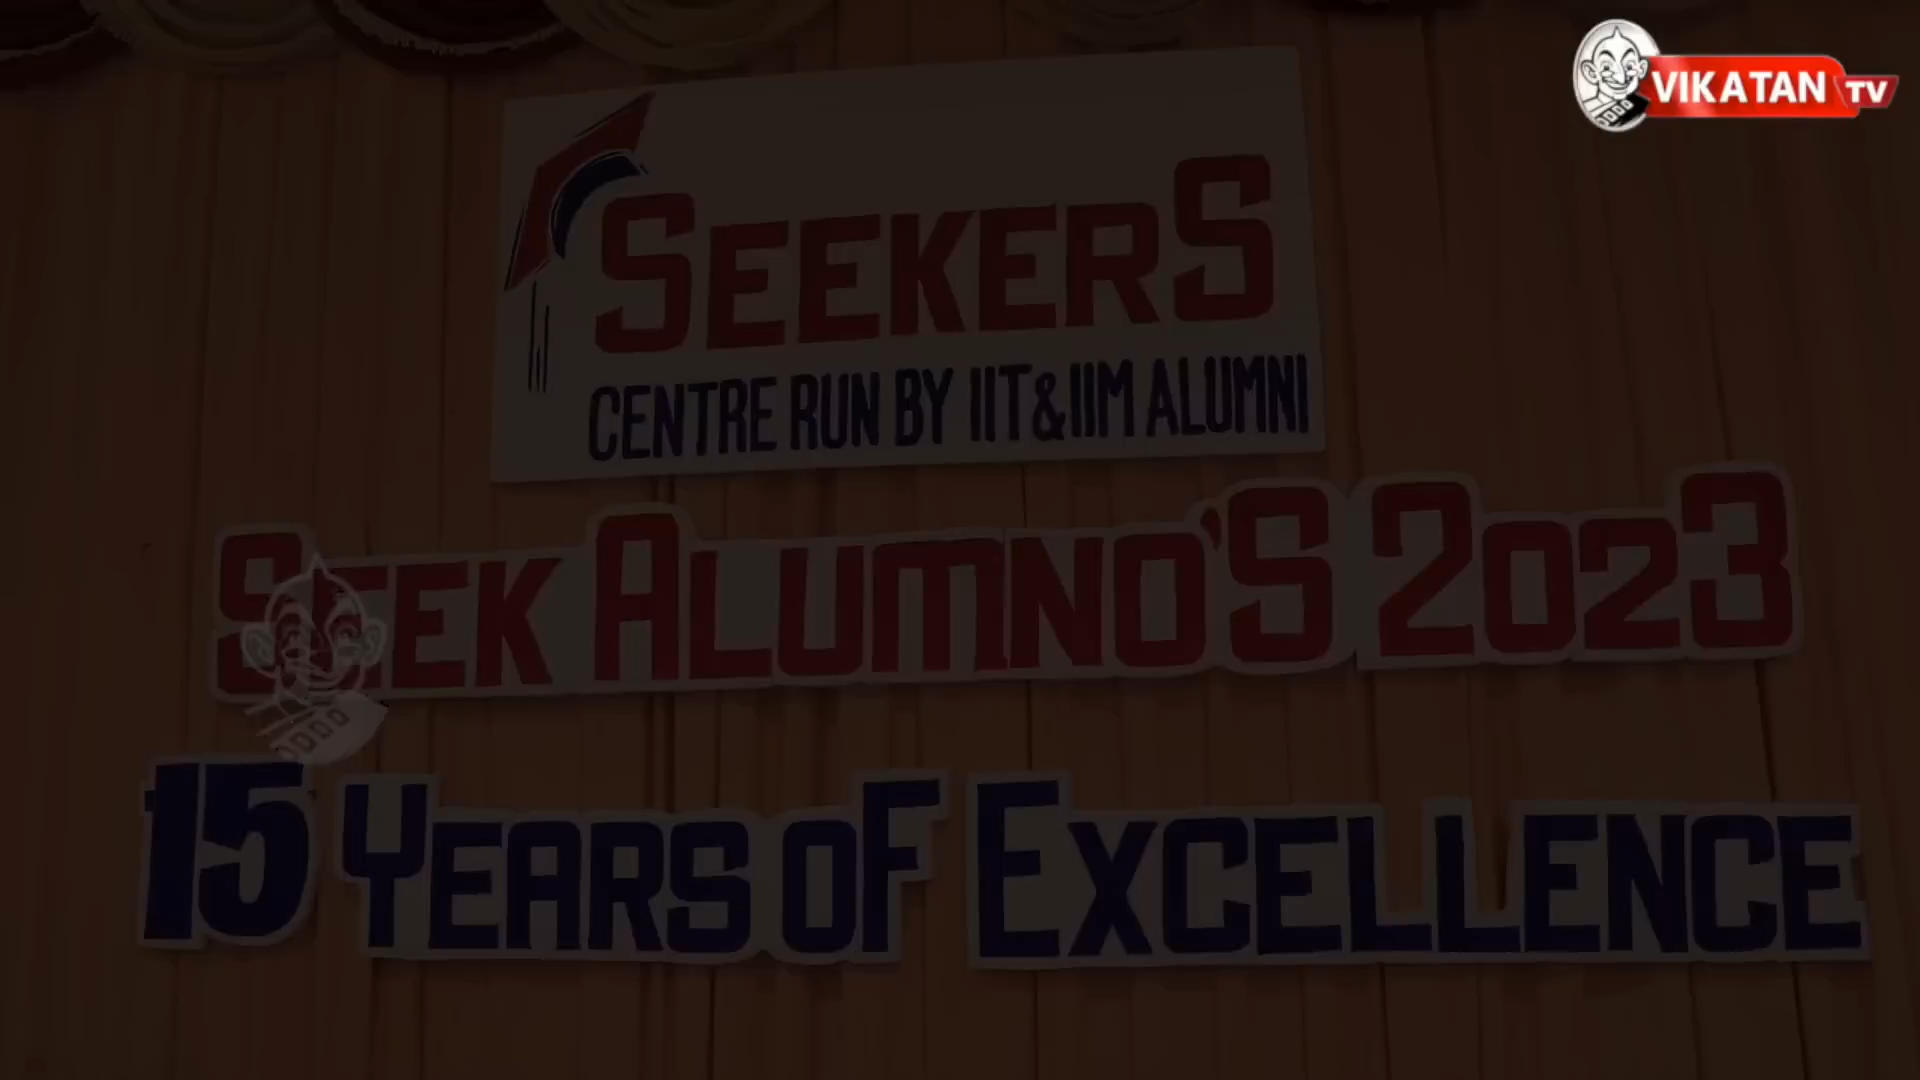 VIKATAN TV
SEEKERS
CENTRE RUN BY IIT&IIM ALUMNI
SEEK ALUMNO'S 2023
15 YEARS OF EXCELLENCE